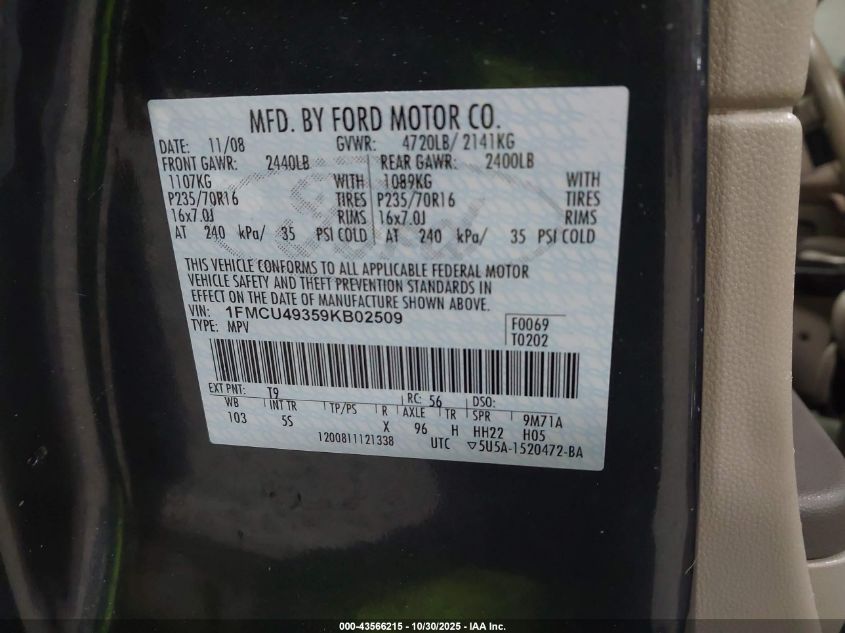 MFD. BY FORD MOTOR CO.
DATE: 11/08 GVWR: 4720LB/ 2141KG
FRONT GAWR: 2440LB REAR GAWR: 2400LB
1107KG WITH 1089KG WITH
P235/70R16 TIRES P235/70R16 TIRES
16x7.0J RIMS 16x7.0J RIMS
AT 240 kPa/ 35 PSI COLD AT 240 kPa/ 35 PSI COLD
THIS VEHICLE CONFORMS TO ALL APPLICABLE FEDERAL MOTOR
VEHICLE SAFETY AND THEFT PREVENTION STANDARDS IN
EFFECT ON THE DATE OF MANUFACTURE SHOWN ABOVE.
VIN: 1FMCU49359KB02509 F0069
TYPE: MPV T0202
EXT PNT: T9 RC: 56 DSO:
WB INT TR TP/PS R AXLE TR SPR 9M71A
103 5S X 96 H HH22 H05
1200811121338 UTC ▽5U5A-1520472-BA
000-43566215 - 10/30/2025 - IAA Inc.